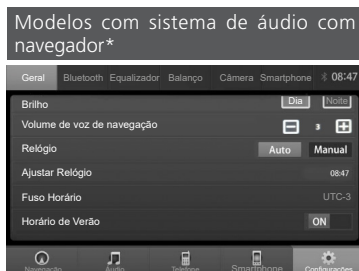 Modelos com sistema de áudio com
navegador*
Geral Bluetooth Equalizador Balanço Câmera Smartphone 08:47
Brilho Dia Noite
Volume de voz de navegação 3
Relógio Auto Manual
Ajustar Relógio 08:47
Fuso Horário UTC-3
Horário de Verão ON
Navegação Áudio Telefone Smartphone Configurações